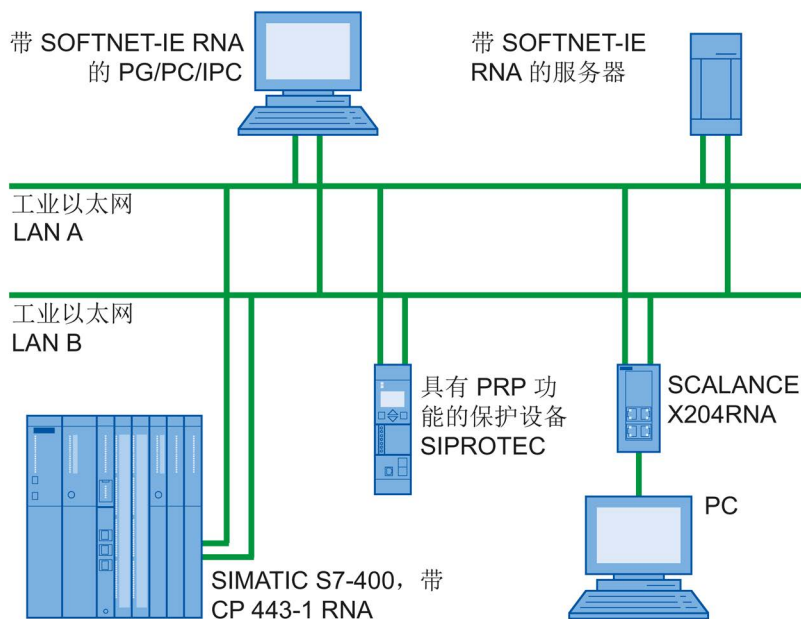 带 SOFTNET-IE RNA
的 PG/PC/IPC
带 SOFTNET-IE
RNA 的服务器
工业以太网
LAN A
工业以太网
LAN B
具有 PRP 功
能的保护设备
SIPROTEC
SCALANCE
X204RNA
PC
SIMATIC S7-400，带
CP 443-1 RNA